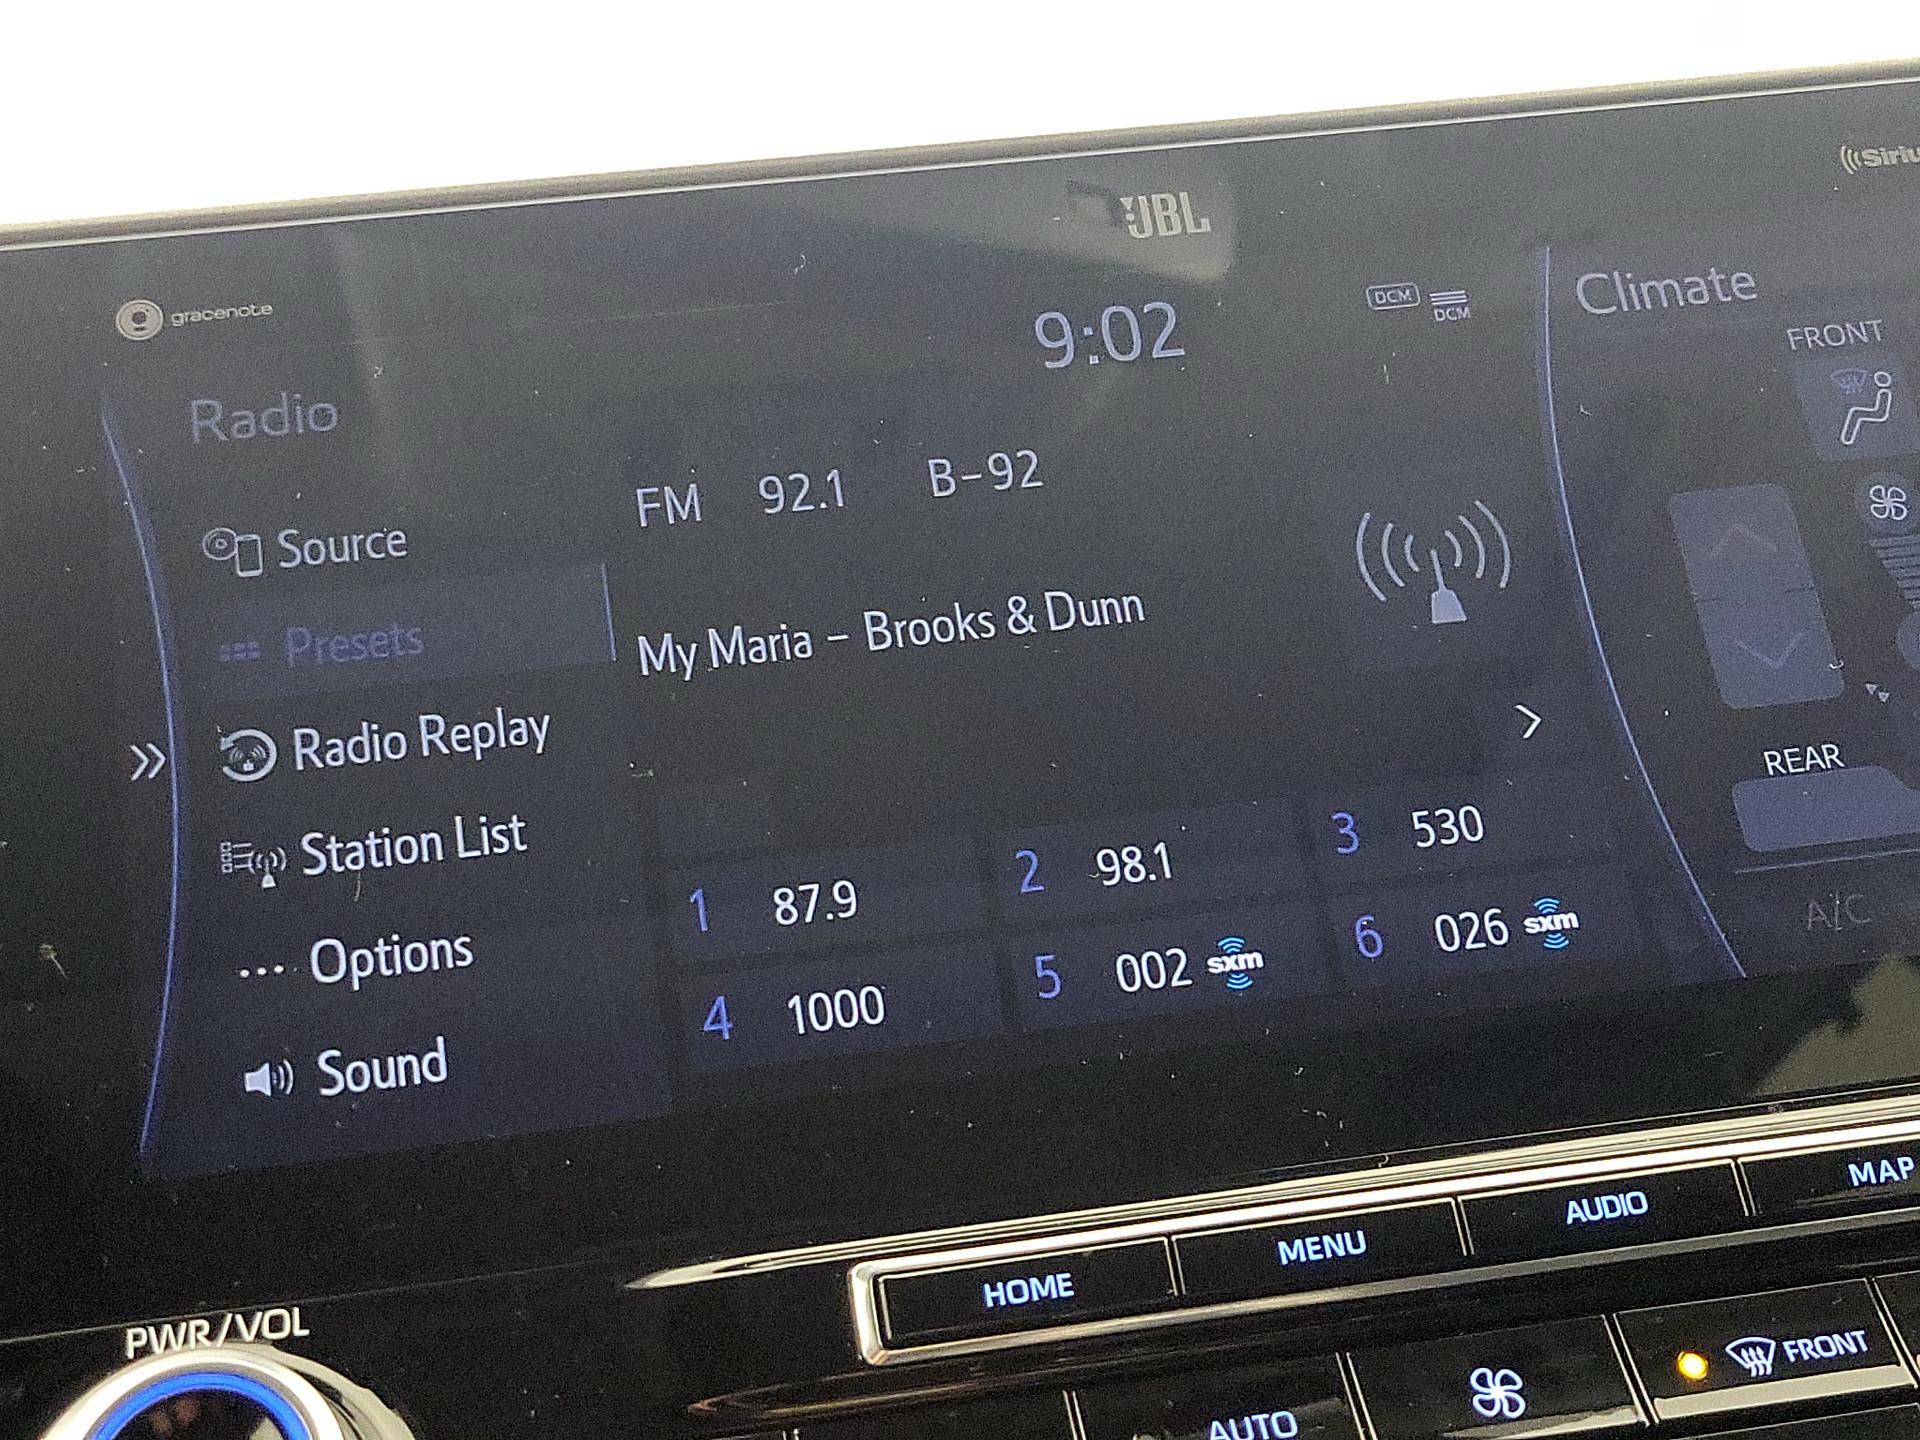 JBL
((Siriu
gracenote
9:02
DCM
DCM
Climate
FRONT
Radio
FM 92.1 B-92
Source
My Maria - Brooks & Dunn
Presets
Radio Replay
REAR
Station List
1 87.9
2 98.1
3 530
A/C
Options
4 1000
5 002 sxm
6 026 sxm
Sound
HOME
MENU
AUDIO
MAP
PWR/VOL
AUTO
FRONT